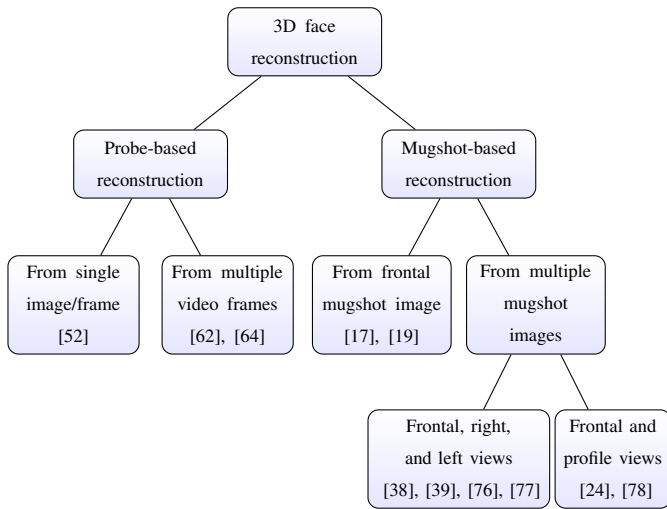 3D face
reconstruction
Probe-based
reconstruction
Mugshot-based
reconstruction
From single
image/frame
[52]
From multiple
video frames
[62], [64]
From frontal
mugshot image
[17], [19]
From multiple
mugshot
images
Frontal, right,
and left views
[38], [39], [76], [77]
Frontal and
profile views
[24], [78]